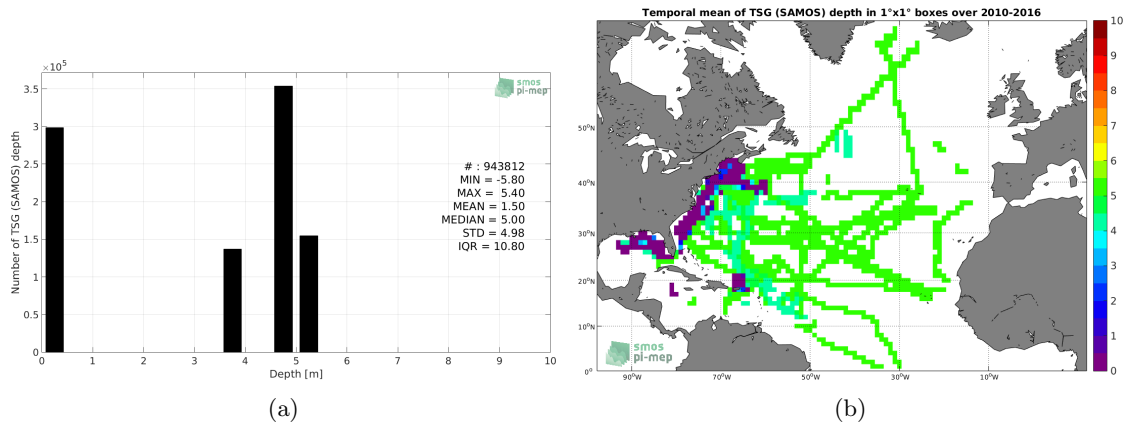 Temporal mean of TSG (SAMOS) depth in 1°x1° boxes over 2010-2016
×10⁵
smos
pi-mep
Number of TSG (SAMOS) depth
3.5
3
2.5
2
1.5
1
0.5
0
# : 943812
MIN = -5.80
MAX = 5.40
MEAN = 1.50
MEDIAN = 5.00
STD = 4.98
IQR = 10.80
0 1 2 3 4 5 6 7 8 9 10
Depth [m]
(a)
50°N
40°N
30°N
20°N
10°N
0°
90°W 70°W 50°W 30°W 10°W
smos
pi-mep
10
9
8
7
6
5
4
3
2
1
0
(b)